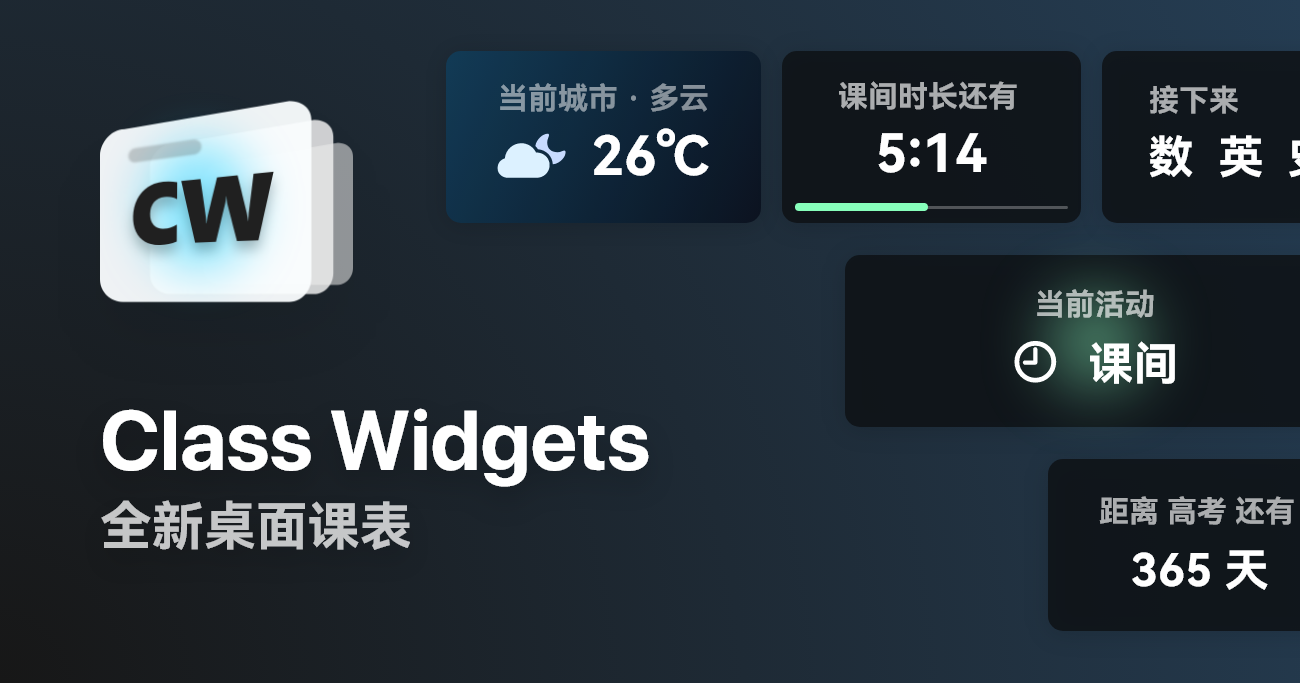 CW
当前城市 · 多云
26°C
课间时长还有
5:14
接下来
数 英
当前活动
课间
Class Widgets
全新桌面课表
距离 高考 还有
365 天